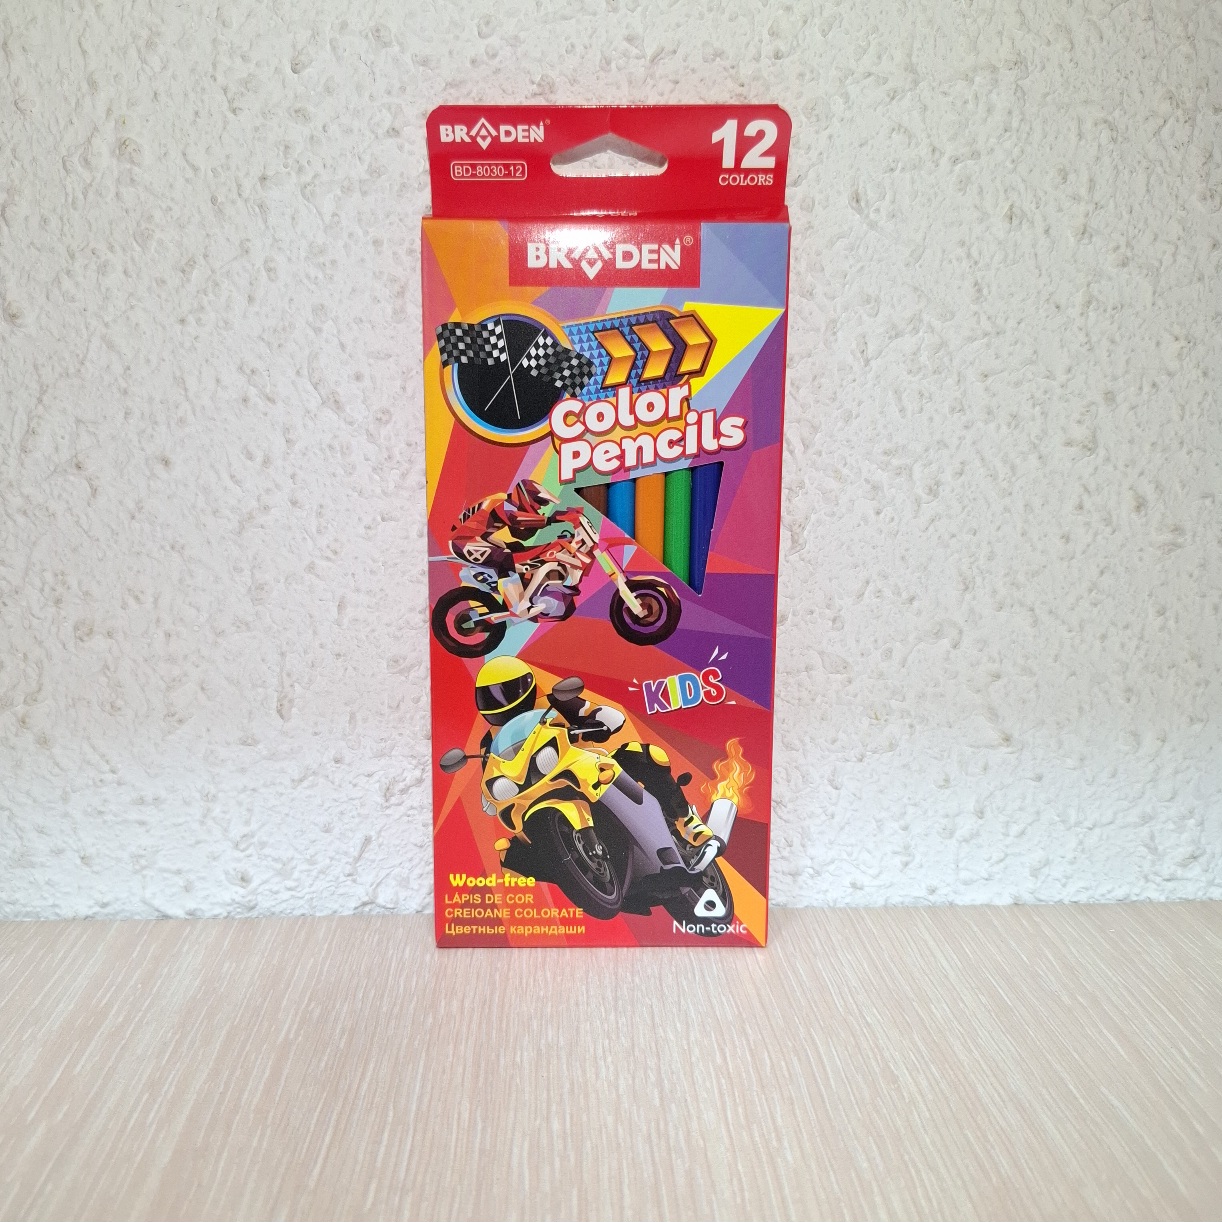 BRADEN®
12
BD-8030-12
COLORS
BRADEN®
Color
Pencils
KIDS
Wood-free
LÁPIS DE COR
CREIOANE COLORATE
Цветные карандаши
Non-toxic